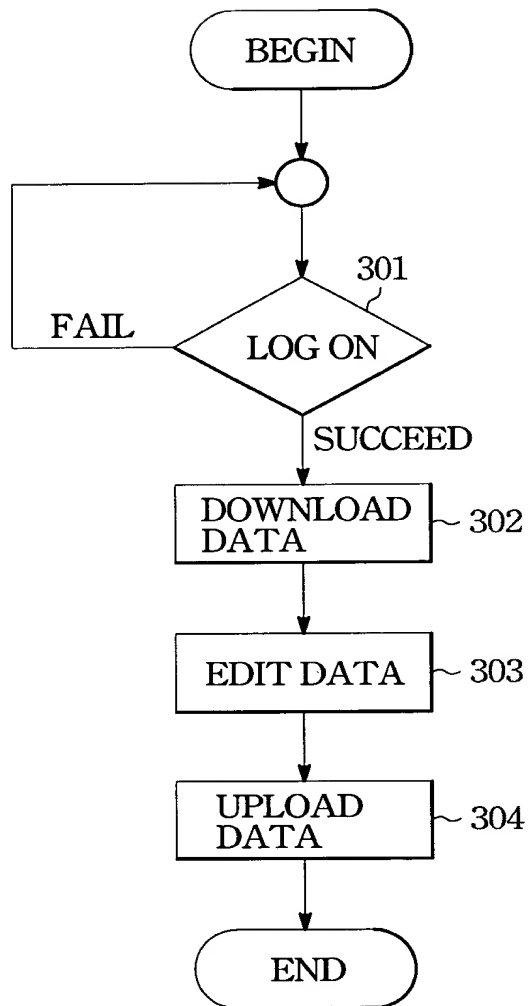 BEGIN
301
FAIL
LOG ON
SUCCEED
DOWNLOAD
DATA
302
EDIT DATA
303
UPLOAD
DATA
304
END